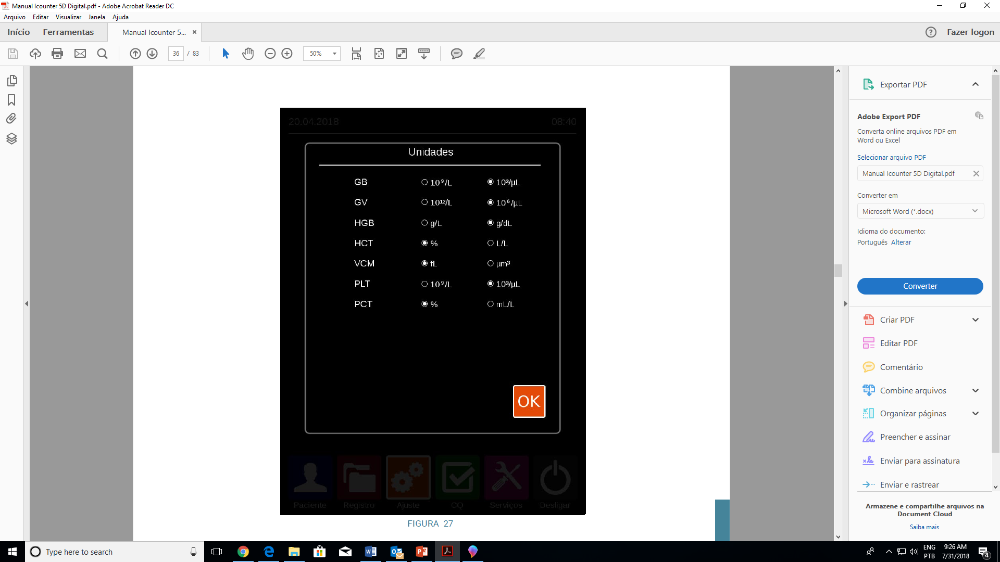 Manual Icounter 5D Digital.pdf - Adobe Acrobat Reader DC
Arquivo Editar Visualizar Janela Ajuda
Início Ferramentas Manual Icounter 5... × ? Fazer logon
36 / 83 50%
Exportar PDF
Adobe Export PDF
Converta online arquivos PDF em
Word ou Excel
Selecionar arquivo PDF
Manual Icounter 5D Digital.pdf
Converter em
Microsoft Word (*.docx)
Idioma do documento:
Português Alterar
Converter
Criar PDF
Editar PDF
Comentário
Combine arquivos
Organizar páginas
Preencher e assinar
Enviar para assinatura
Enviar e rastrear
Armazene e compartilhe arquivos na
Document Cloud
Saiba mais
20.04.2018 08:40
Unidades
GB 10⁹/L 10³/µL
GV 10¹²/L 10⁶/µL
HGB g/L g/dL
HCT % L/L
VCM fL µm³
PLT 10⁹/L 10³/µL
PCT % mL/L
OK
Paciente Registro Ajuste CQ Serviços Desligar
FIGURA 27
Type here to search
ENG 9:26 AM
PTB 7/31/2018
4